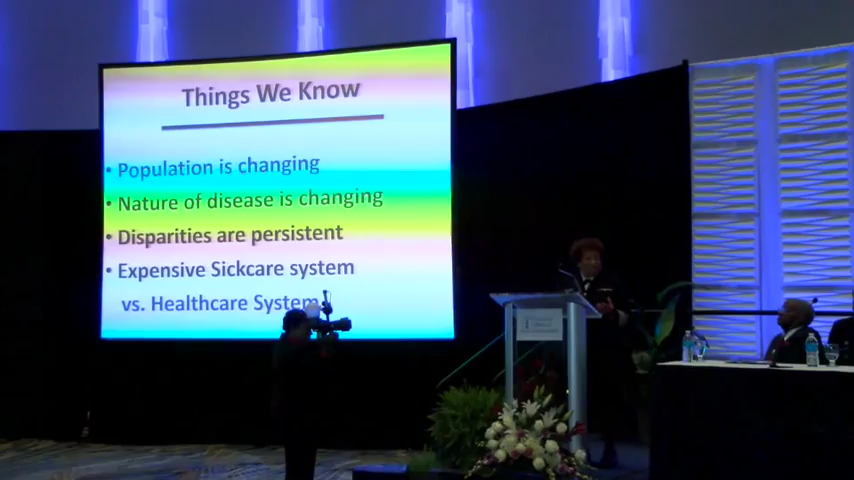 Things We Know
• Population is changing
• Nature of disease is changing
• Disparities are persistent
• Expensive Sickcare system
vs. Healthcare System